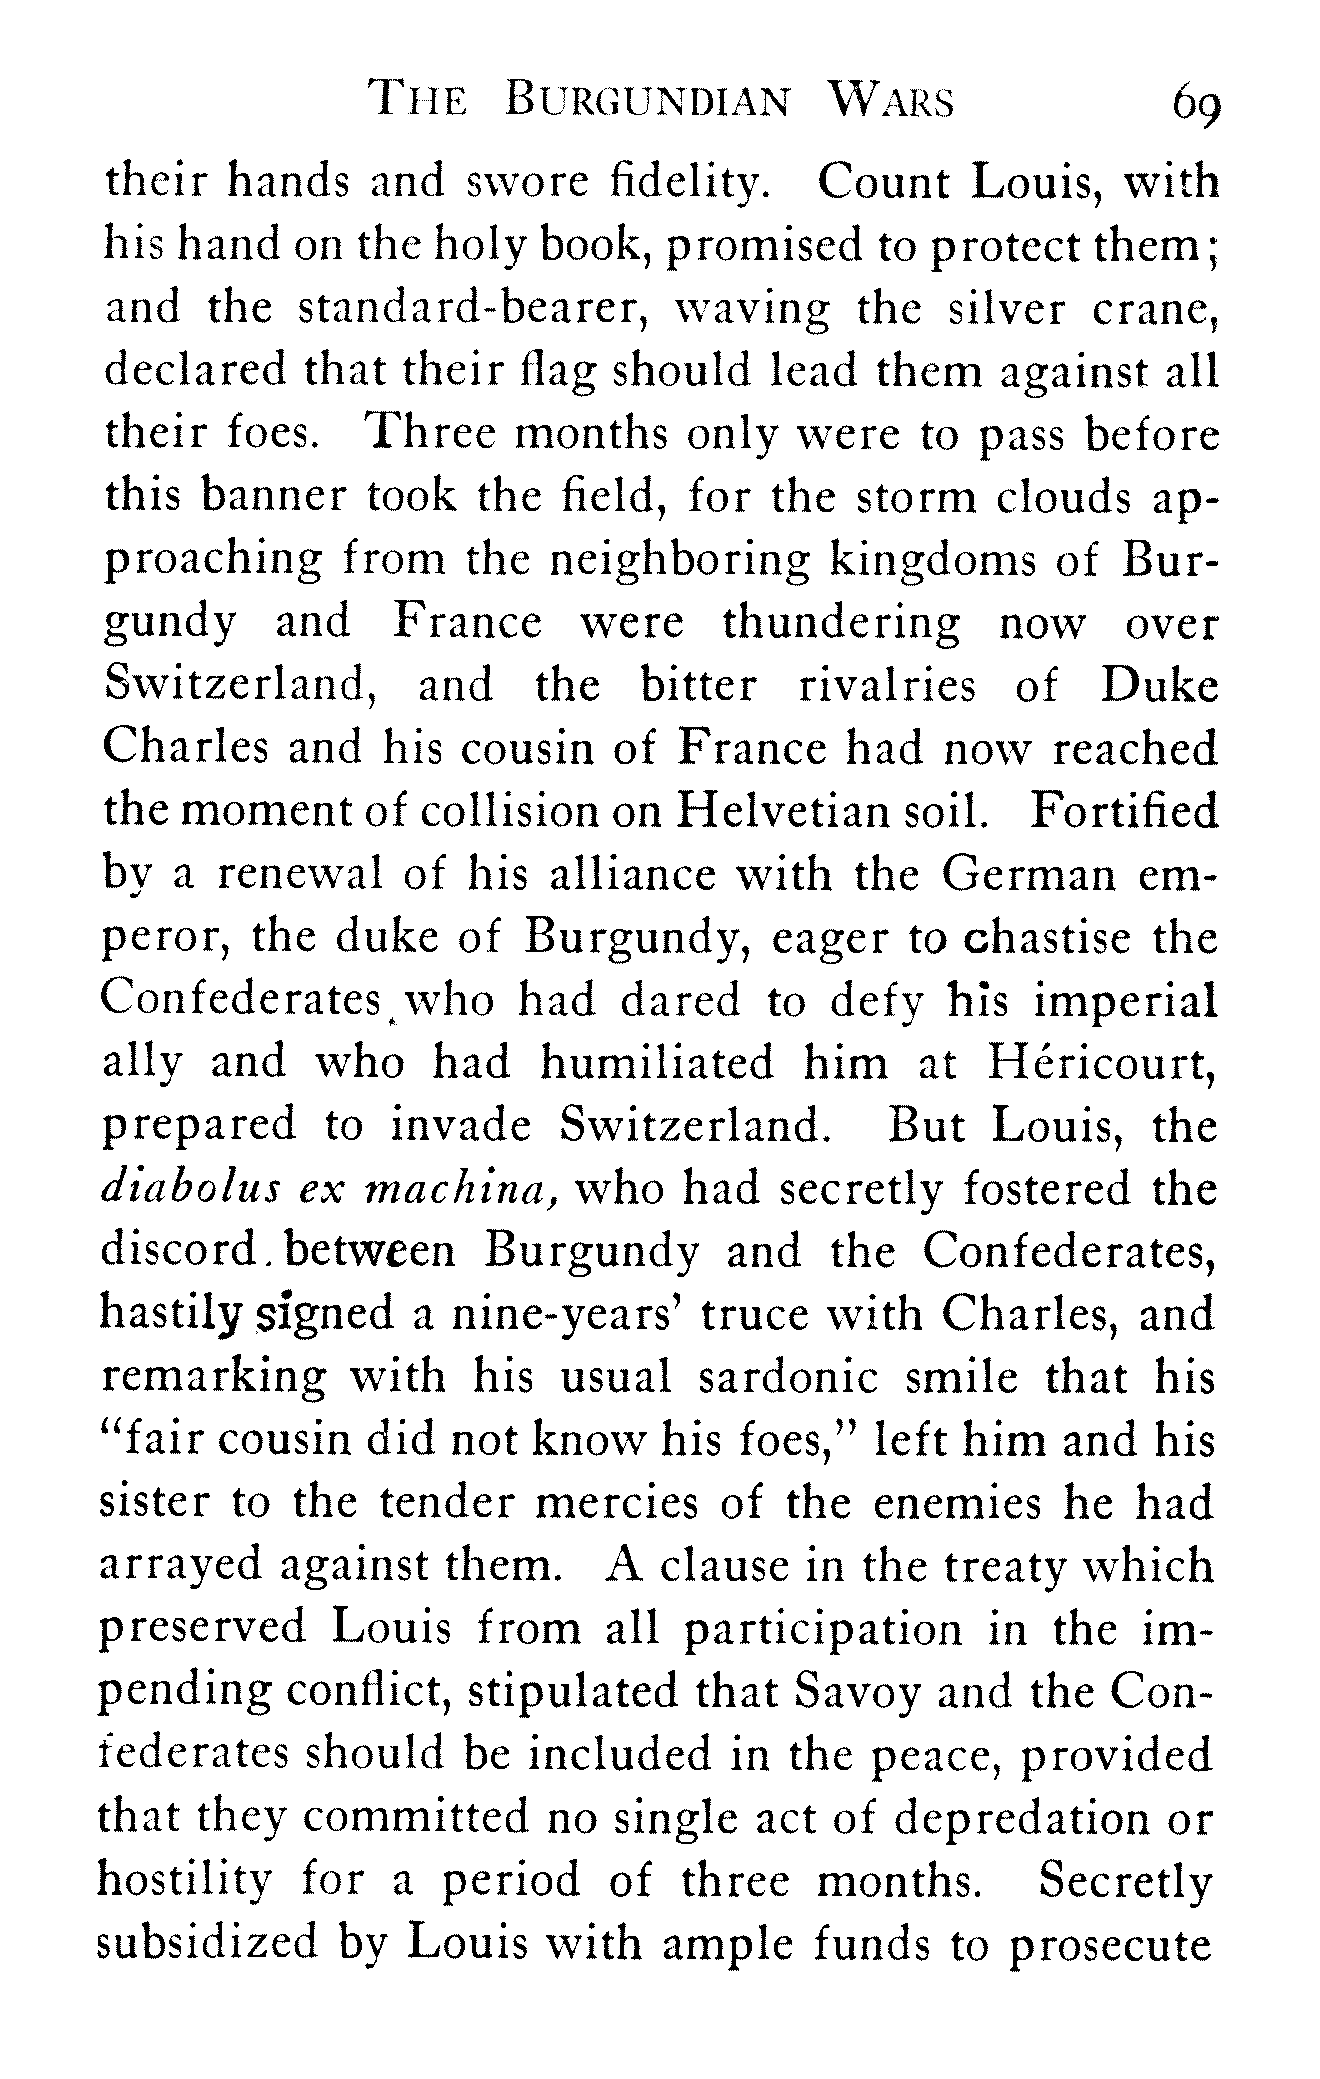 THE BURGUNDIAN WARS 69
their hands and swore fidelity. Count Louis, with
his hand on the holy book, promised to protect them;
and the standard-bearer, waving the silver crane,
declared that their flag should lead them against all
their foes. Three months only were to pass before
this banner took the field, for the storm clouds ap-
proaching from the neighboring kingdoms of Bur-
gundy and France were thundering now over
Switzerland, and the bitter rivalries of Duke
Charles and his cousin of France had now reached
the moment of collision on Helvetian soil. Fortified
by a renewal of his alliance with the German em-
peror, the duke of Burgundy, eager to chastise the
Confederates who had dared to defy his imperial
ally and who had humiliated him at Héricourt,
prepared to invade Switzerland. But Louis, the
diabolus ex machina, who had secretly fostered the
discord between Burgundy and the Confederates,
hastily signed a nine-years' truce with Charles, and
remarking with his usual sardonic smile that his
"fair cousin did not know his foes," left him and his
sister to the tender mercies of the enemies he had
arrayed against them. A clause in the treaty which
preserved Louis from all participation in the im-
pending conflict, stipulated that Savoy and the Con-
federates should be included in the peace, provided
that they committed no single act of depredation or
hostility for a period of three months. Secretly
subsidized by Louis with ample funds to prosecute